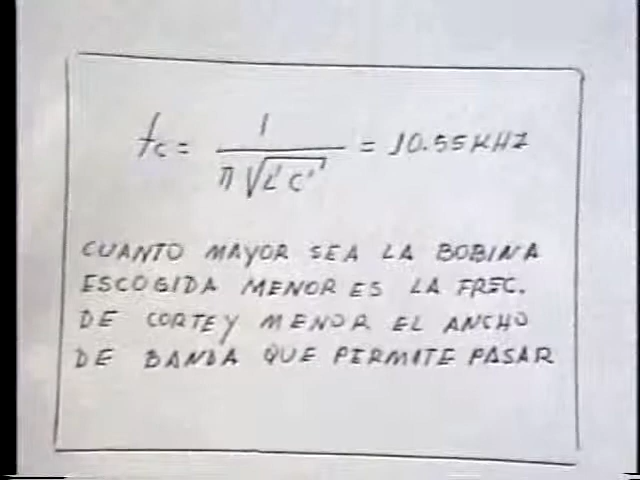 fc = 1 / π √L' C' = 10.55 KHZ
CUANTO MAYOR SEA LA BOBINA
ESCOGIDA MENOR ES LA FREC.
DE CORTE Y MENOR EL ANCHO
DE BANDA QUE PERMITE PASAR